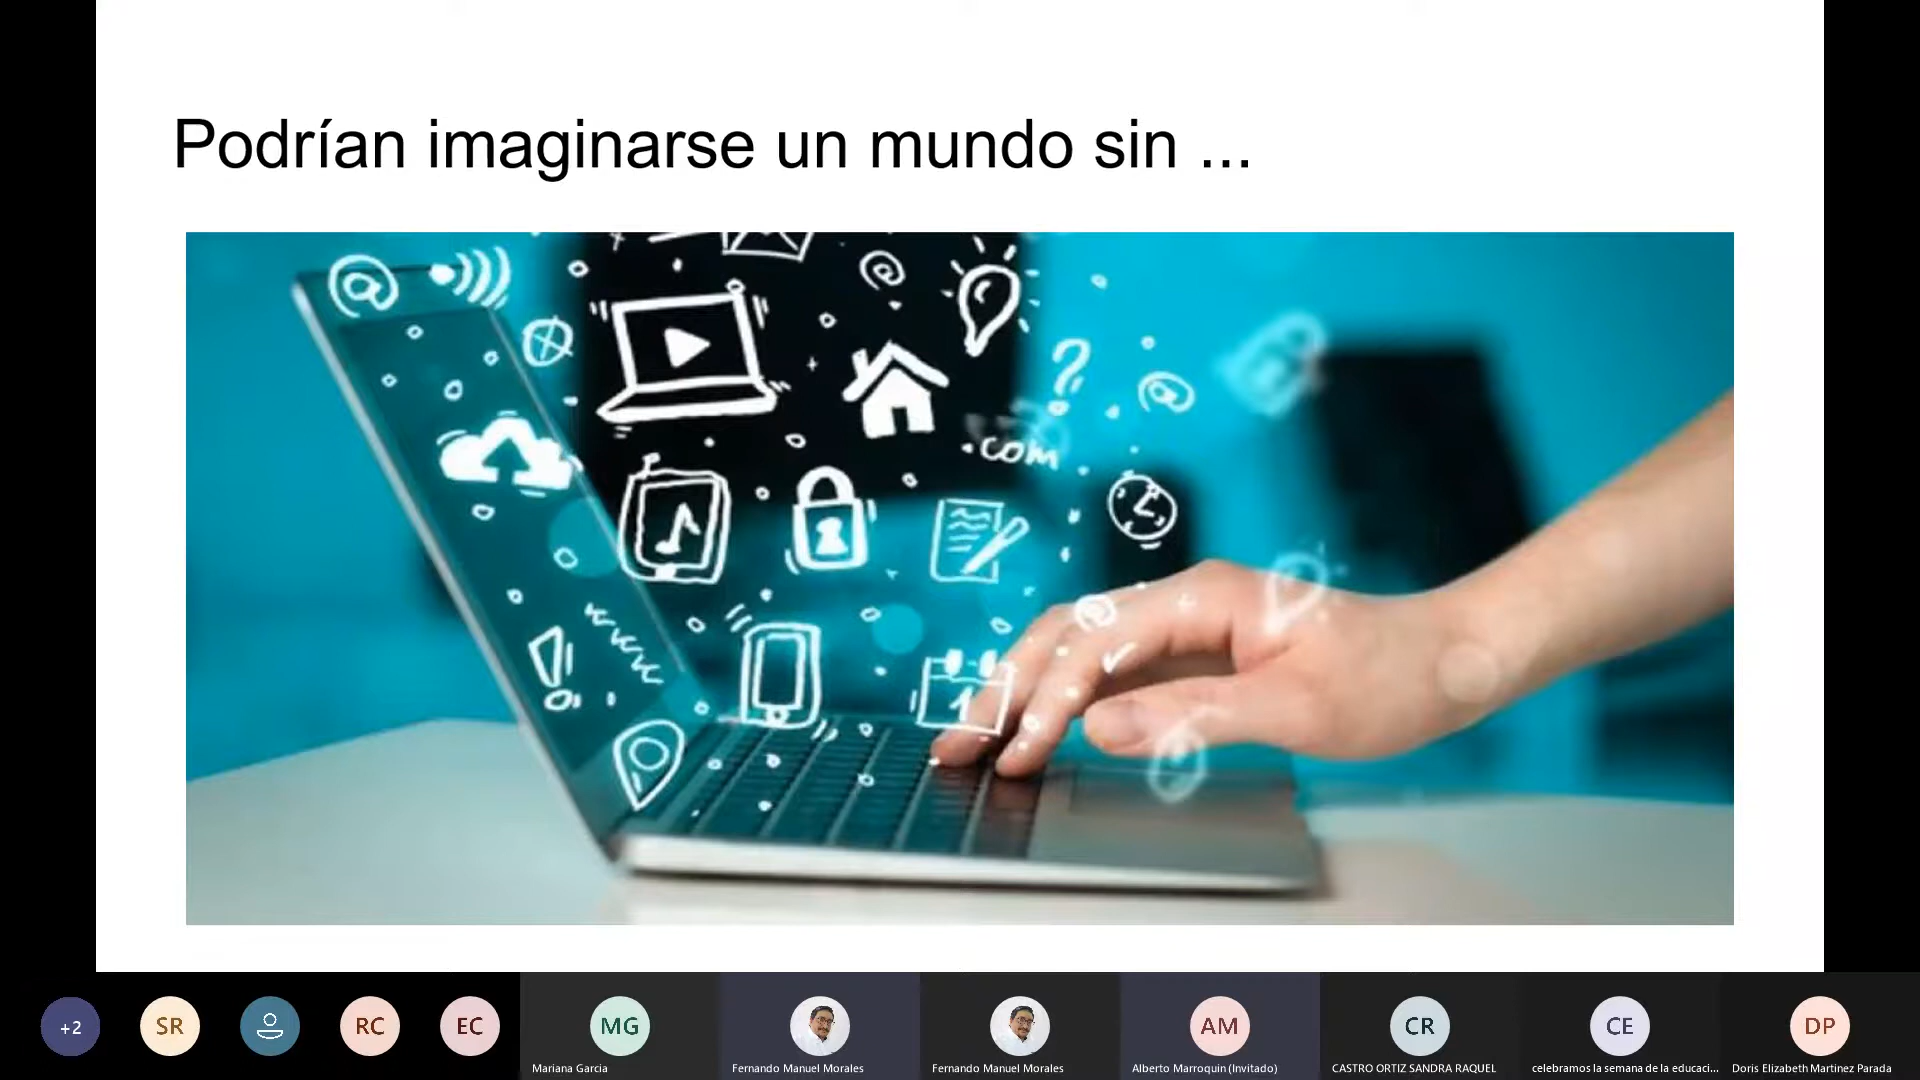 Podrían imaginarse un mundo sin ...
.com
1
+2
SR
RC
EC
MG
AM
CR
CE
DP
Mariana Garcia
Fernando Manuel Morales
Fernando Manuel Morales
Alberto Marroquin (Invitado)
CASTRO ORTIZ SANDRA RAQUEL
celebramos la semana de la educaci...
Doris Elizabeth Martinez Parada